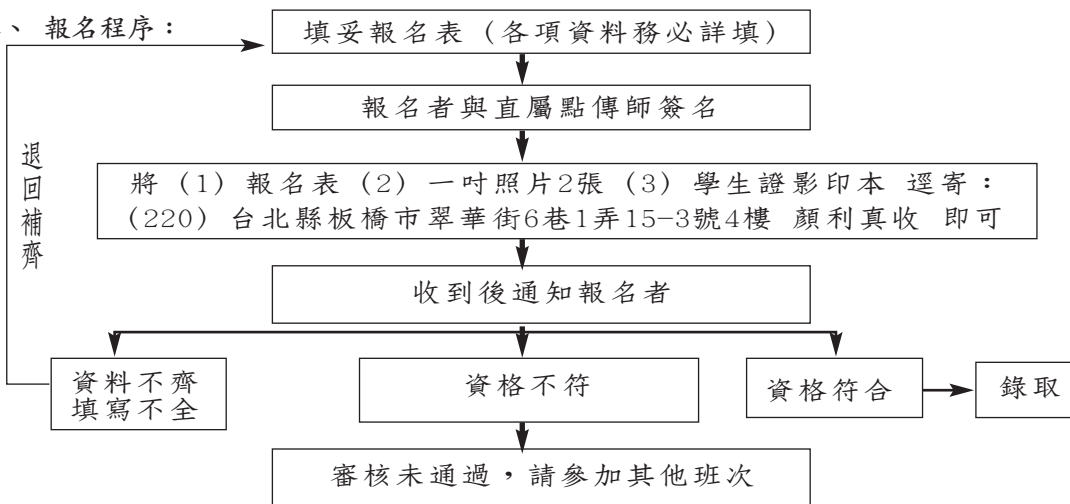 、 報名程序：
填妥報名表 (各項資料務必詳填)
報名者與直屬點傳師簽名
退回補齊
將 (1) 報名表 (2) 一吋照片2張 (3) 學生證影印本 逕寄：
(220) 台北縣板橋市翠華街6巷1弄15-3號4樓 顏利真收 即可
收到後通知報名者
資料不齊
填寫不全
資格不符
資格符合
錄取
審核未通過，請參加其他班次